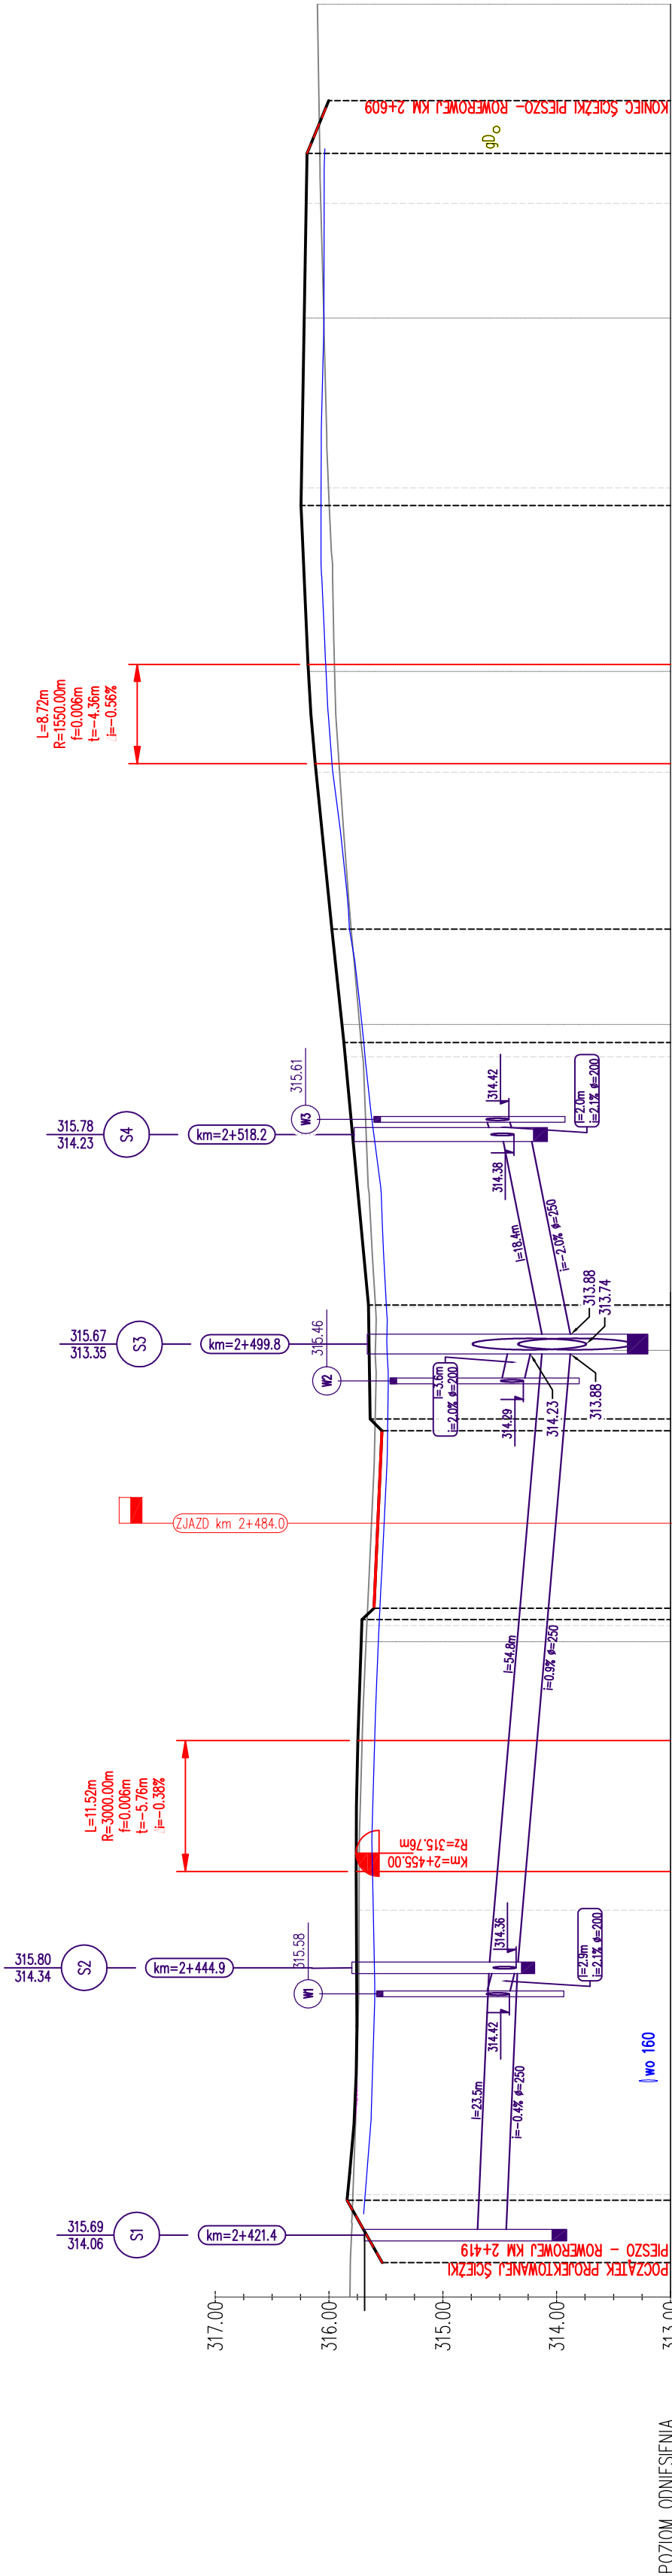 KONIEC ŚCIEŻKI PIESZO- ROWEROWEJ KM 2+609
gD
L=8.72m
R=1550.00m
f=0.006m
t=-4.36m
i=-0.56%
315.61
W3
315.78
314.23
S4
km=2+518.2
314.42
l=2.0m
i=2.1% ø=200
314.38
l=18.4m
i=-2.0% ø=250
315.67
313.35
S3
km=2+499.8
315.46
W2
313.88
313.74
l=3.6m
i=2.0% ø=200
314.29
314.23
313.88
ZJAZD km 2+484.0
l=54.8m
i=0.9% ø=250
L=11.52m
R=3000.00m
f=0.006m
t=-5.76m
i=-0.38%
Km=2+455.00
Rz=315.76m
315.80
314.34
S2
km=2+444.9
315.58
W1
314.36
l=2.9m
i=2.1% ø=200
314.42
wo 160
l=23.5m
i=-0.4% ø=250
315.69
314.06
S1
km=2+421.4
POCZĄTEK PROJEKTOWANEJ ŚCIEŻKI
PIESZO - ROWEROWEJ KM 2+419
317.00
316.00
315.00
314.00
313.00
POZIOM ODNIESIENIA